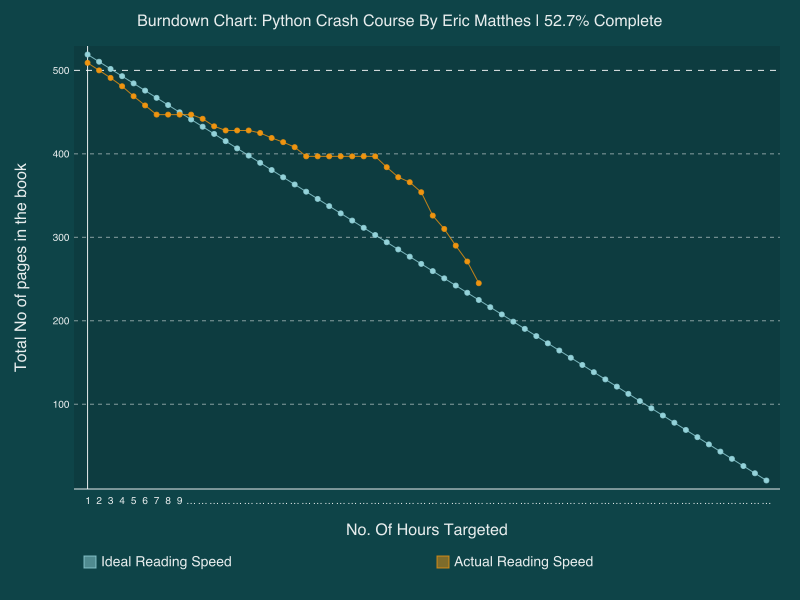 Burndown Chart: Python Crash Course By Eric Matthes | 52.7% Complete
500
400
300
200
100
Total No of pages in the book
1 2 3 4 5 6 7 8 9 ... ... ... ... ... ... ... ... ... ... ... ... ... ... ... ... ... ... ... ... ... ... ... ... ... ... ... ... ... ... ... ... ... ... ... ... ... ... ... ... ... ... ... ... ... ... ... ... ... ... ...
No. Of Hours Targeted
Ideal Reading Speed
Actual Reading Speed